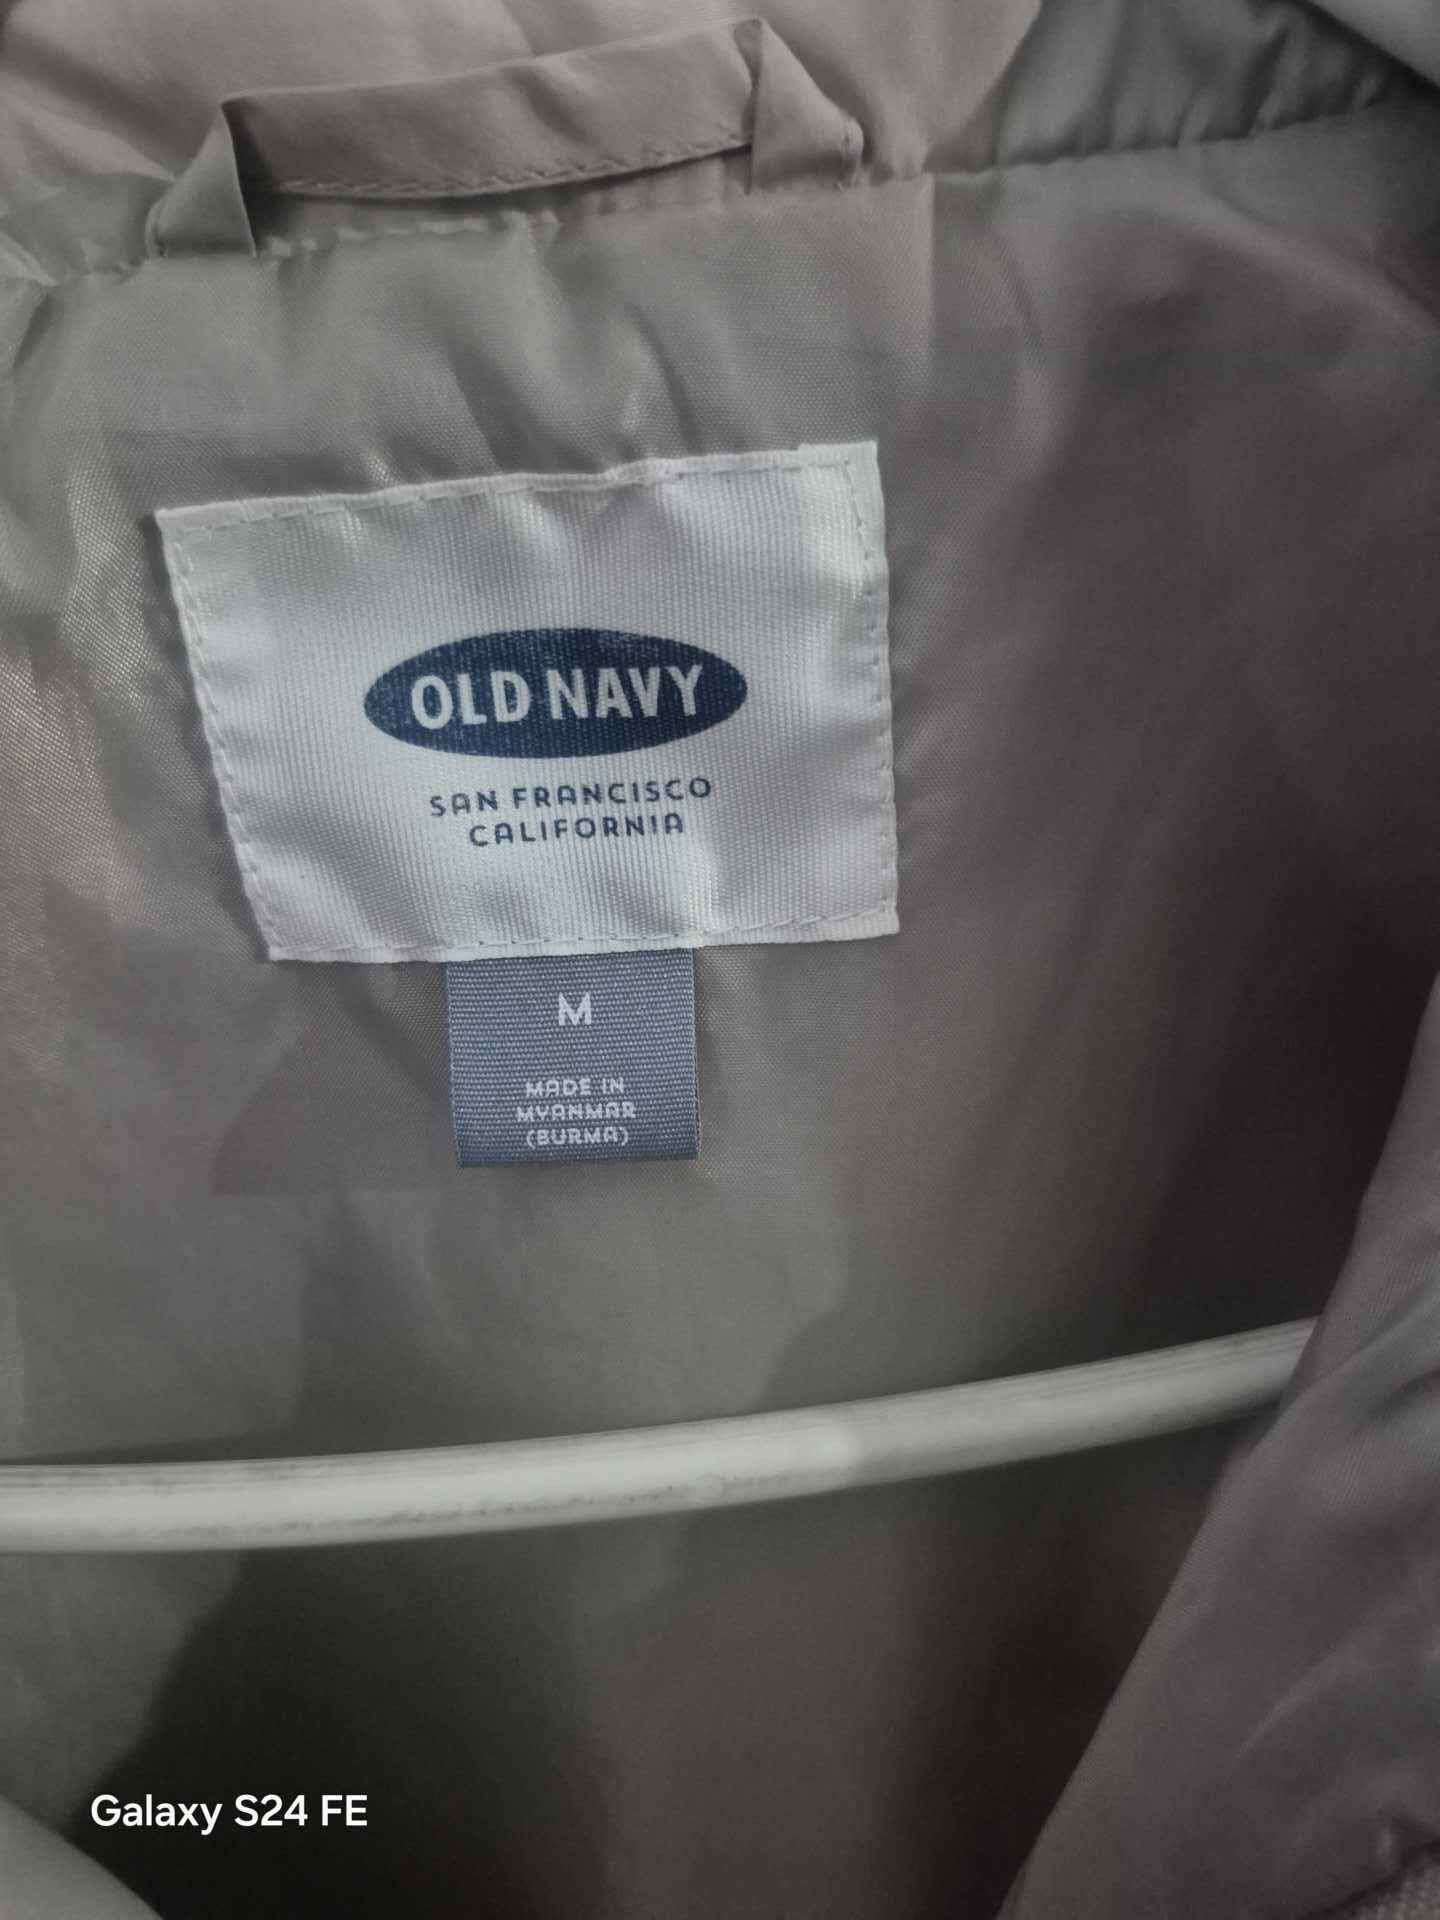 OLD NAVY
SAN FRANCISCO
CALIFORNIA
M
MADE IN
MYANMAR
(BURMA)
Galaxy S24 FE